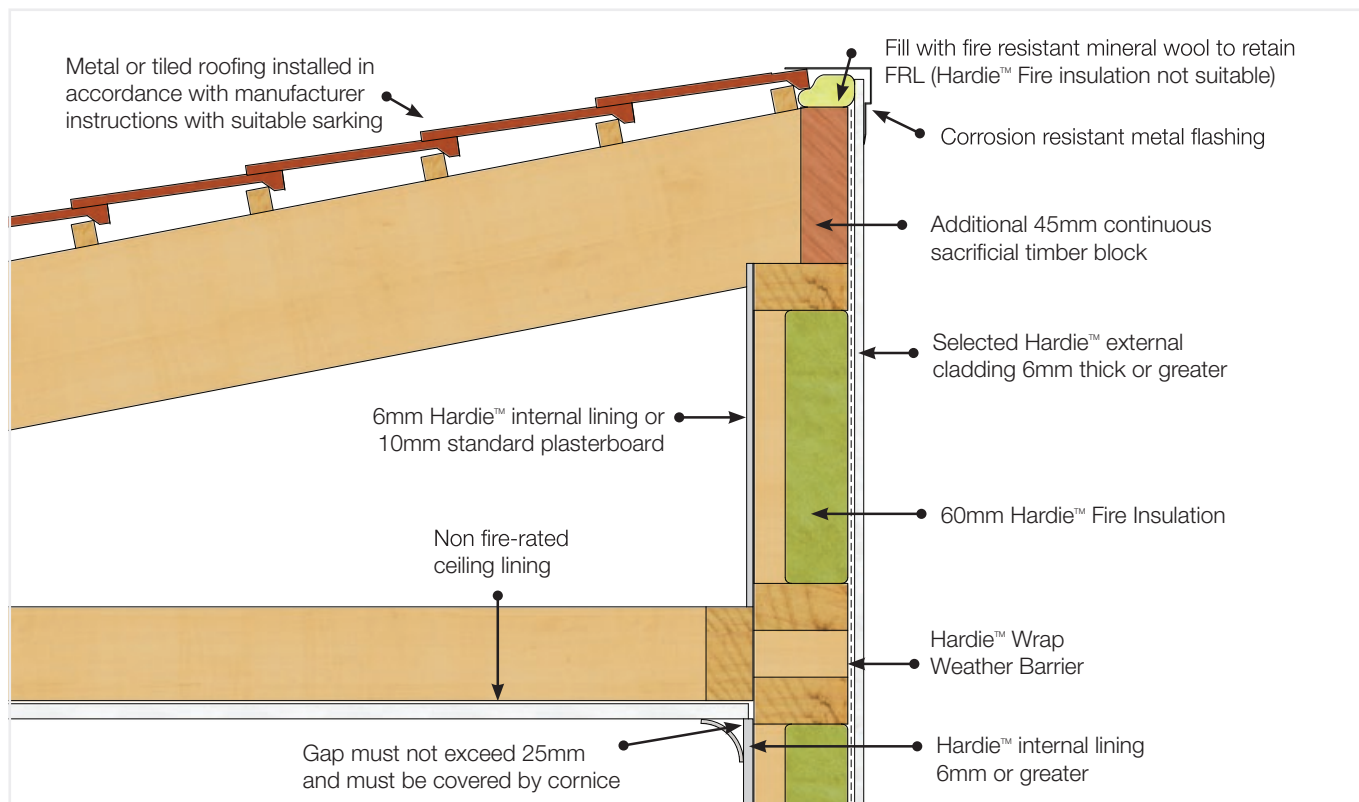 Metal or tiled roofing installed in
accordance with manufacturer
instructions with suitable sarking
Fill with fire resistant mineral wool to retain
FRL (Hardie™ Fire insulation not suitable)
Corrosion resistant metal flashing
Additional 45mm continuous
sacrificial timber block
Selected Hardie™ external
cladding 6mm thick or greater
6mm Hardie™ internal lining or
10mm standard plasterboard
60mm Hardie™ Fire Insulation
Non fire-rated
ceiling lining
Hardie™ Wrap
Weather Barrier
Gap must not exceed 25mm
and must be covered by cornice
Hardie™ internal lining
6mm or greater